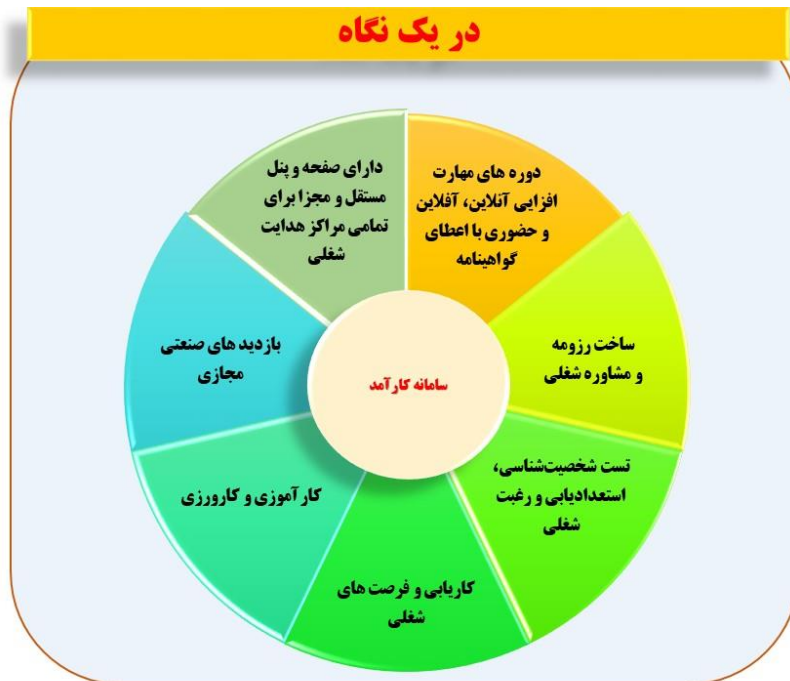 در یک نگاه
دوره های مهارت
افزایی آنلاین، آفلاین
و حضوری با اعطای
گواهینامه
ساخت رزومه
و مشاوره شغلی
تست شخصیت‌شناسی،
استعدادیابی و رغبت
شغلی
کاریابی و فرصت های
شغلی
کارآموزی و کارورزی
بازدید های صنعتی
مجازی
دارای صفحه و پنل
مستقل و مجزا برای
تمامی مراکز هدایت
شغلی
سامانه کارآمد